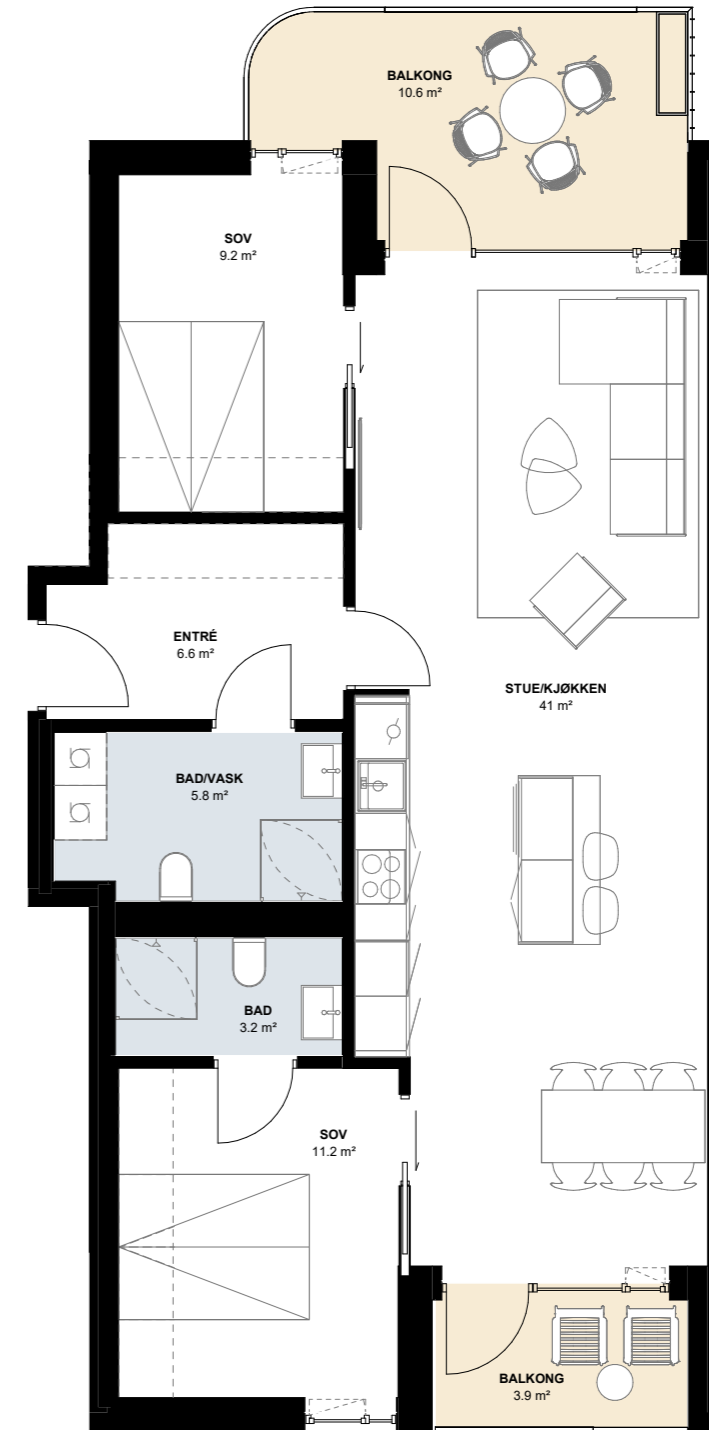 BALKONG
10.6 m²
SOV
9.2 m²
ENTRÉ
6.6 m²
STUE/KJØKKEN
41 m²
BAD/VASK
5.8 m²
BAD
3.2 m²
SOV
11.2 m²
BALKONG
3.9 m²